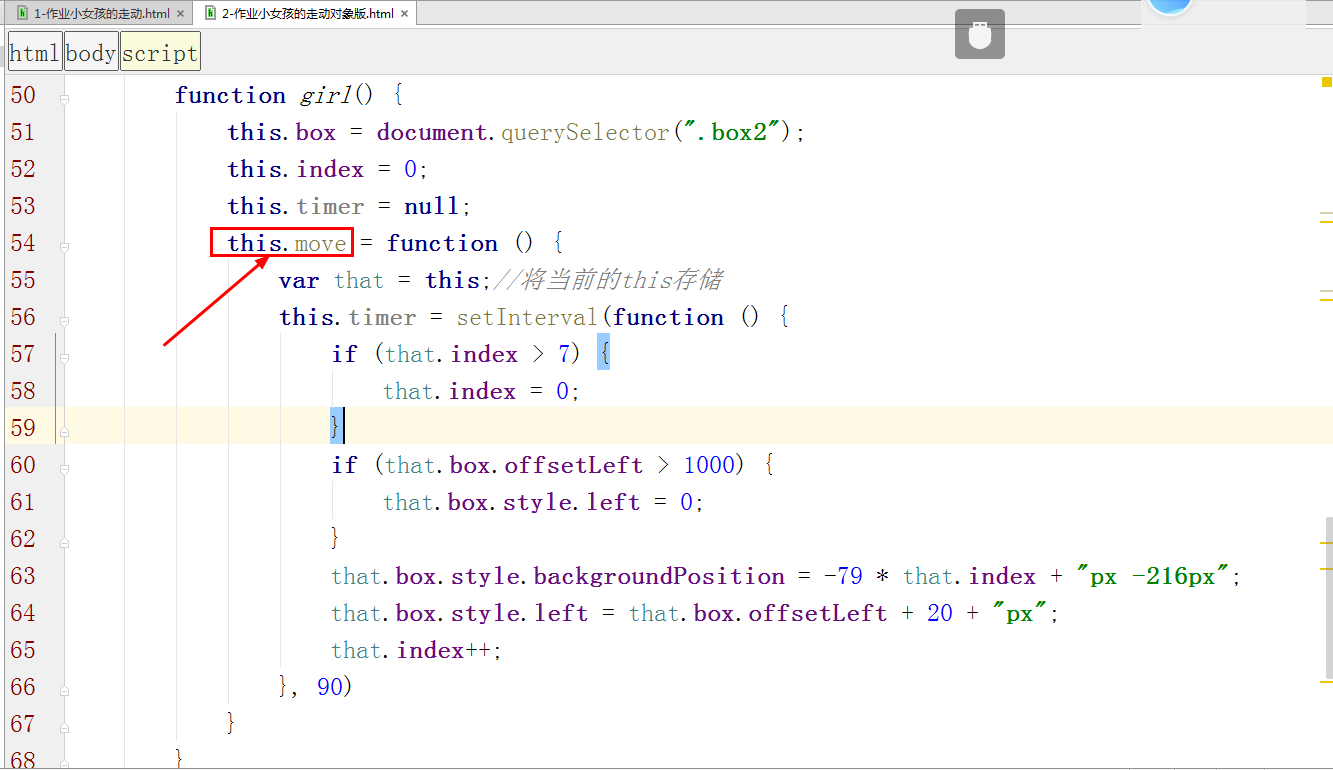 1-作业小女孩的走动.html × 2-作业小女孩的走动对象版.html ×
html body script
50 function girl() {
51 this.box = document.querySelector(".box2");
52 this.index = 0;
53 this.timer = null;
54 this.move = function () {
55 var that = this;//将当前的this存储
56 this.timer = setInterval(function () {
57 if (that.index > 7) {
58 that.index = 0;
59 }
60 if (that.box.offsetLeft > 1000) {
61 that.box.style.left = 0;
62 }
63 that.box.style.backgroundPosition = -79 * that.index + "px -216px";
64 that.box.style.left = that.box.offsetLeft + 20 + "px";
65 that.index++;
66 }, 90)
67 }
68 }